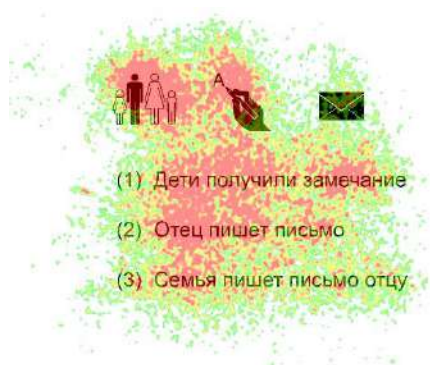 A
(1) Дети получили замечание
(2) Отец пишет письмо
(3) Семья пишет письмо отцу